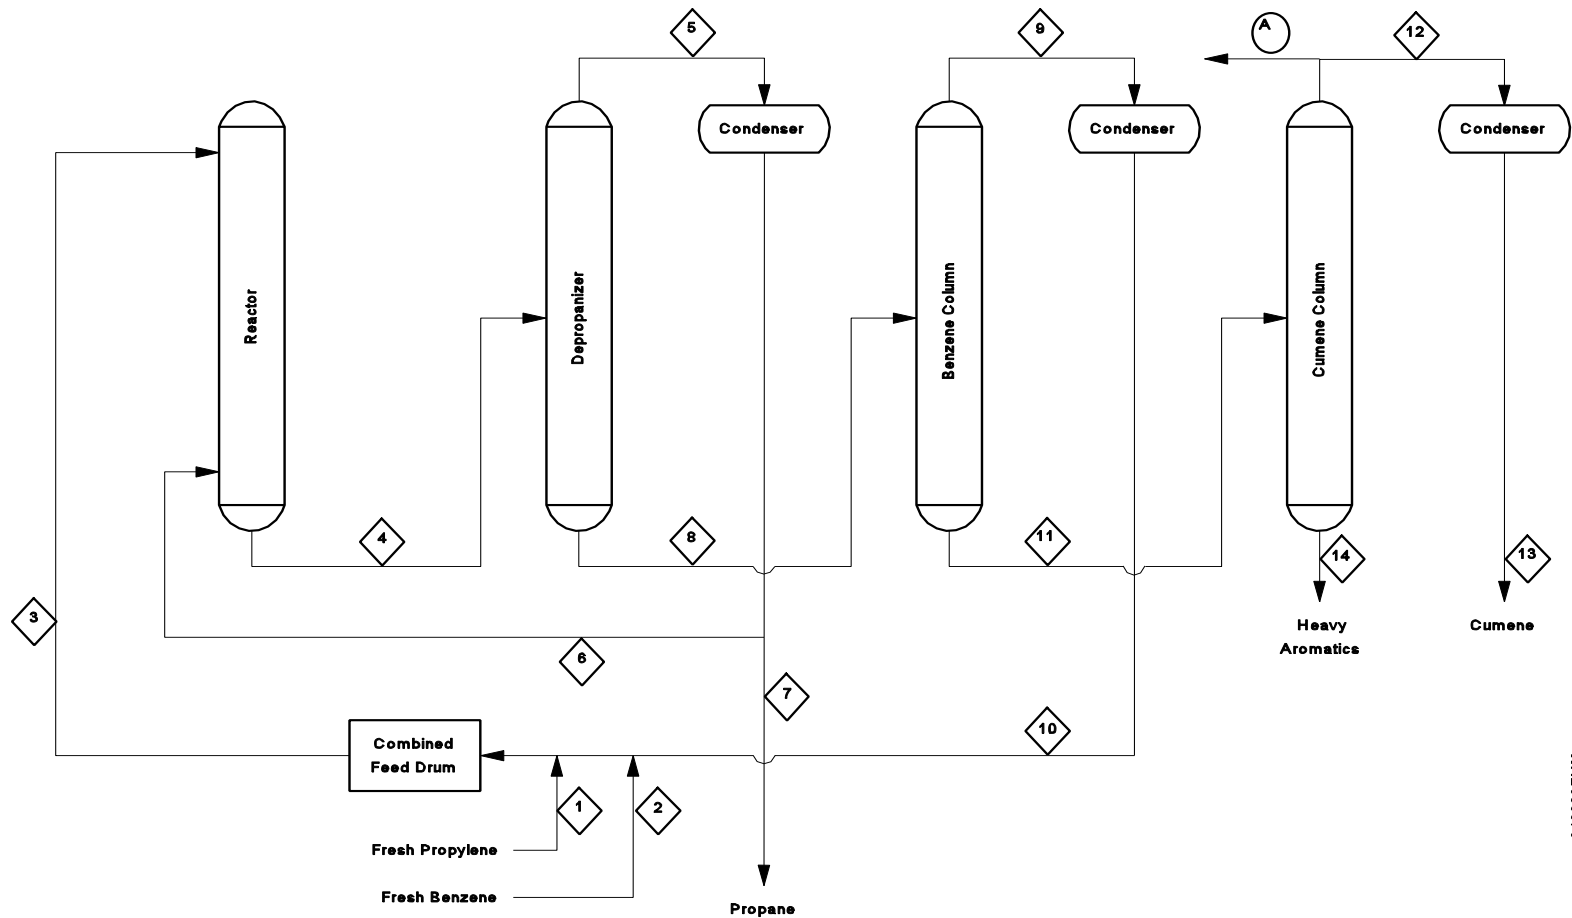 5
9
A
12
Condenser
Condenser
Condenser
Reactor
Depropanizer
Benzene Column
Cumene Column
4
8
11
14
13
3
Heavy
Aromatics
Cumene
6
7
10
Combined
Feed Drum
1
2
Fresh Propylene
Fresh Benzene
Propane